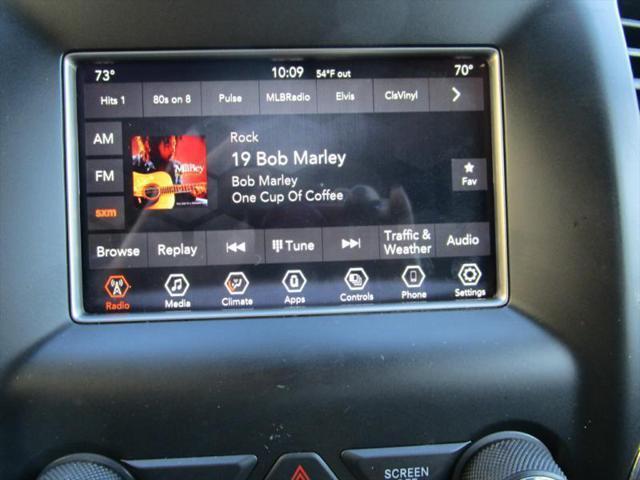 73° 10:09 54°F out 70°
Hits 1 80s on 8 Pulse MLBRadio Elvis ClsVinyl
AM
FM
sxm
Rock
19 Bob Marley
Bob Marley
One Cup Of Coffee
Fav
Browse Replay Tune Traffic & Weather Audio
Radio Media Climate Apps Controls Phone Settings
SCREEN